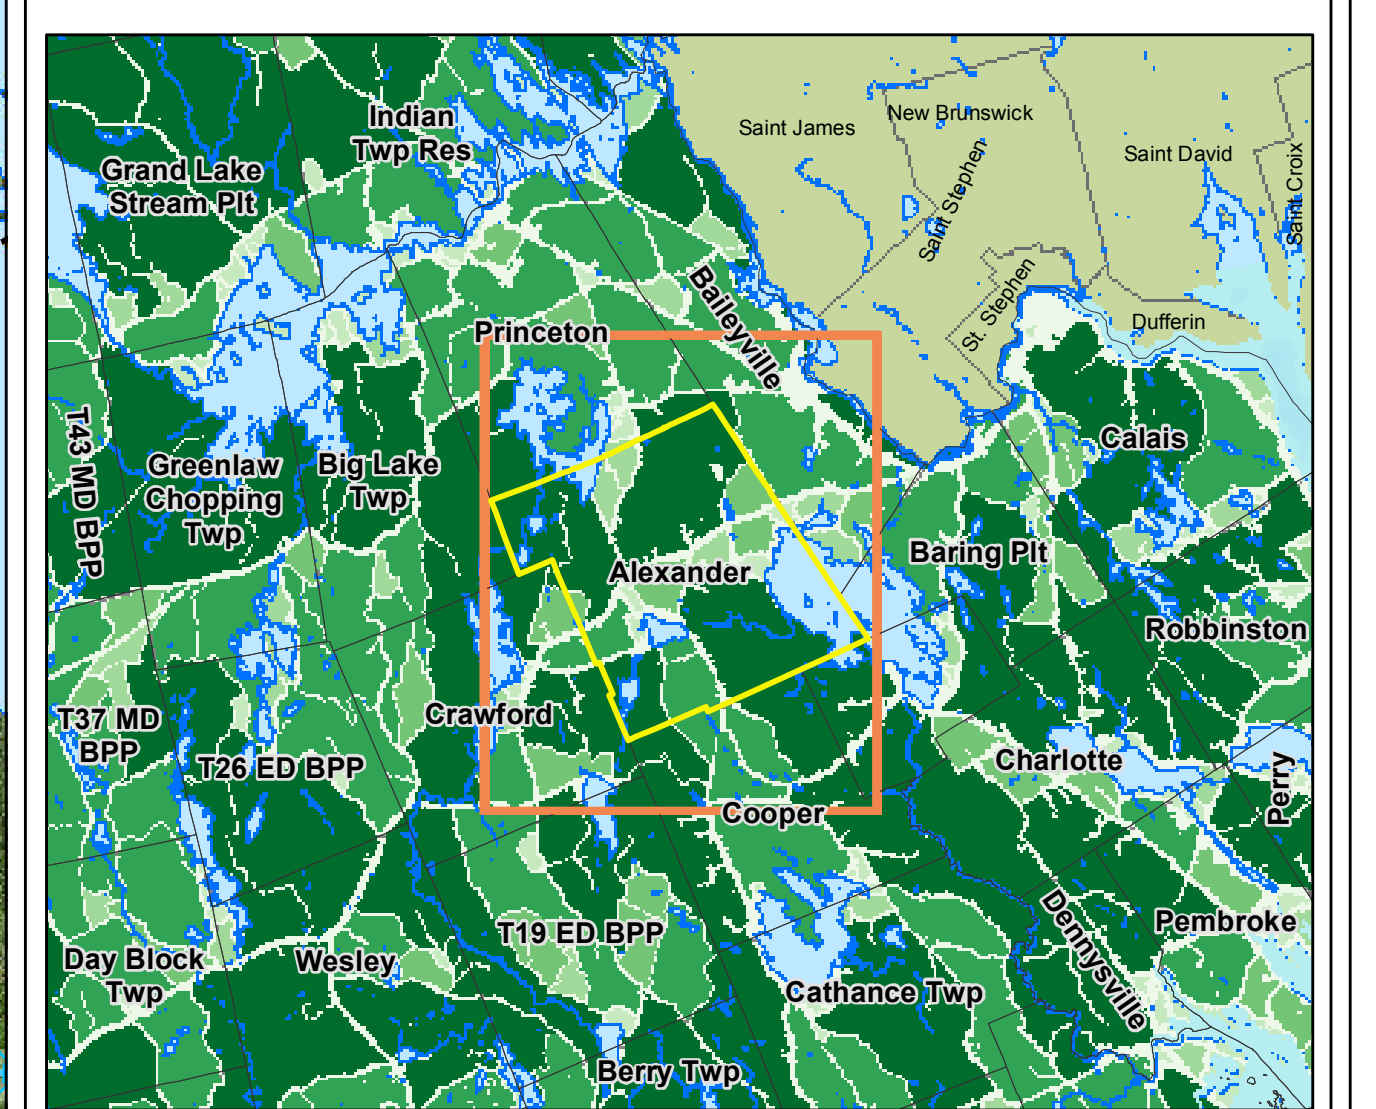 Indian
Twp Res
New Brunswick
Saint James
Saint David
Grand Lake
Stream Plt
Saint Stephen
Saint Croix
St. Stephen
Baileyville
Princeton
Dufferin
T43 MD BPP
Greenlaw
Chopping
Twp
Big Lake
Twp
Calais
Alexander
Baring Plt
Robbinston
Crawford
T37 MD
BPP
T26 ED BPP
Charlotte
Perry
Cooper
T19 ED BPP
Dennysville
Pembroke
Day Block
Twp
Wesley
Cathance Twp
Berry Twp